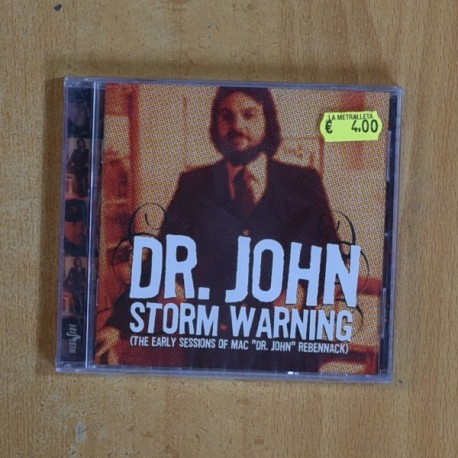 LA METRALLETA
€ 4.00
DR. JOHN
STORM WARNING
(THE EARLY SESSIONS OF MAC "DR. JOHN" REBENNACK)